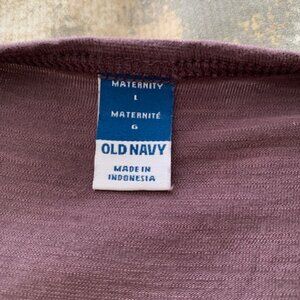 MATERNITY
L
MATERNITÉ
G
OLD NAVY
MADE IN
INDONESIA